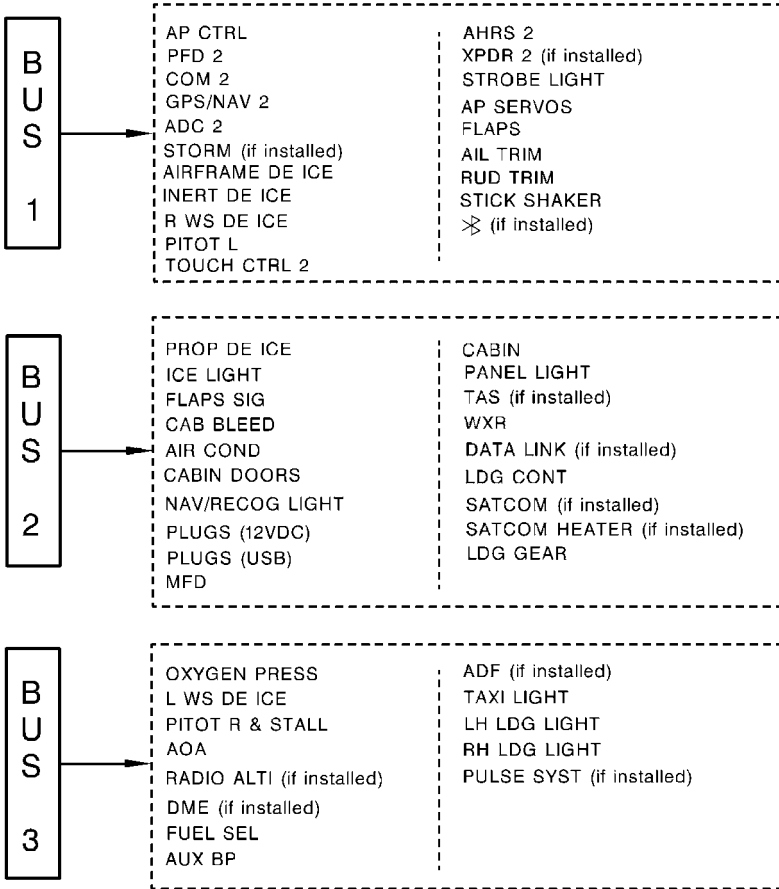 BUS 1
AP CTRL
PFD 2
COM 2
GPS/NAV 2
ADC 2
STORM (if installed)
AIRFRAME DE ICE
INERT DE ICE
R WS DE ICE
PITOT L
TOUCH CTRL 2
AHRS 2
XPDR 2 (if installed)
STROBE LIGHT
AP SERVOS
FLAPS
AIL TRIM
RUD TRIM
STICK SHAKER
(if installed)
BUS 2
PROP DE ICE
ICE LIGHT
FLAPS SIG
CAB BLEED
AIR COND
CABIN DOORS
NAV/RECOG LIGHT
PLUGS (12VDC)
PLUGS (USB)
MFD
CABIN
PANEL LIGHT
TAS (if installed)
WXR
DATA LINK (if installed)
LDG CONT
SATCOM (if installed)
SATCOM HEATER (if installed)
LDG GEAR
BUS 3
OXYGEN PRESS
L WS DE ICE
PITOT R & STALL
AOA
RADIO ALTI (if installed)
DME (if installed)
FUEL SEL
AUX BP
ADF (if installed)
TAXI LIGHT
LH LDG LIGHT
RH LDG LIGHT
PULSE SYST (if installed)